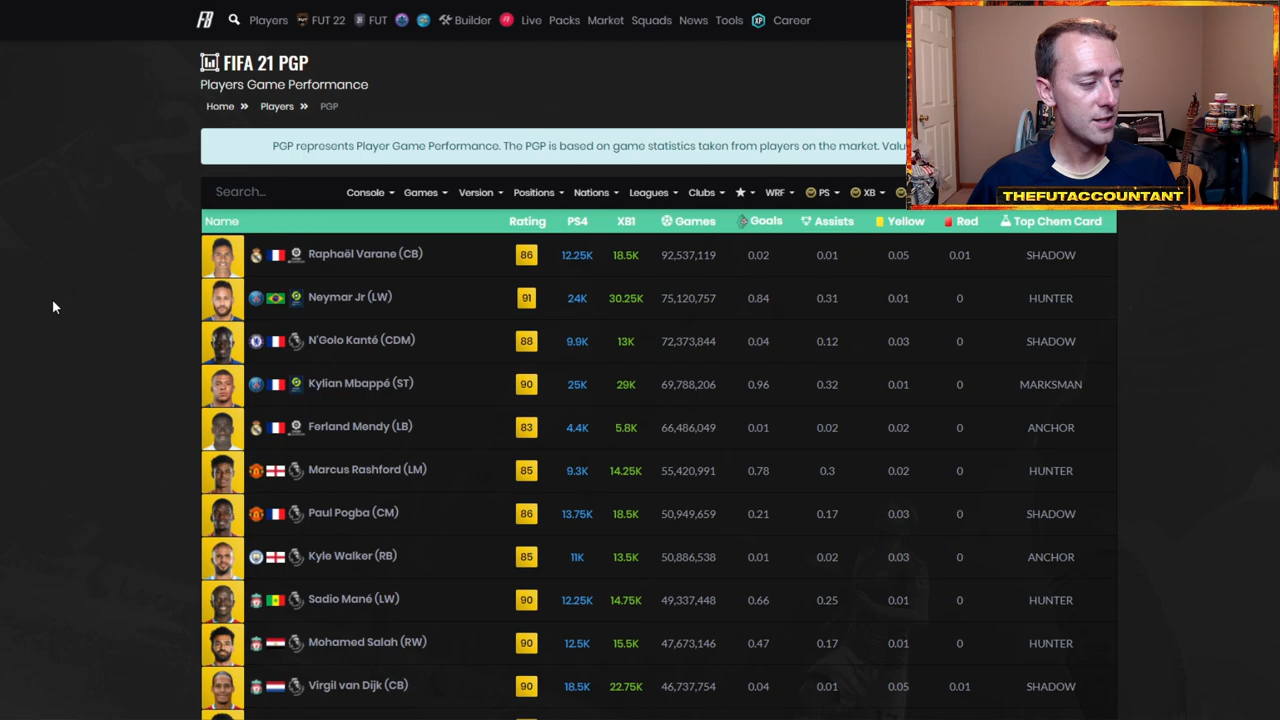 FB Players FUT 22 FUT Builder Live Packs Market Squads News Tools XP Career
FIFA 21 PGP
Players Game Performance
Home » Players » PGP
PGP represents Player Game Performance. The PGP is based on game statistics taken from players on the market. Valu
THEFUTACCOUNTANT
Search... Console Games Version Positions Nations Leagues Clubs WRF PS XB
Name Rating PS4 XB1 Games Goals Assists Yellow Red Top Chem Card
Raphaël Varane (CB) 86 12.25K 18.5K 92,537,119 0.02 0.01 0.05 0.01 SHADOW
Neymar Jr (LW) 91 24K 30.25K 75,120,757 0.84 0.31 0.01 0 HUNTER
N'Golo Kanté (CDM) 88 9.9K 13K 72,373,844 0.04 0.12 0.03 0 SHADOW
Kylian Mbappé (ST) 90 25K 29K 69,788,206 0.96 0.32 0.01 0 MARKSMAN
Ferland Mendy (LB) 83 4.4K 5.8K 66,486,049 0.01 0.02 0.02 0 ANCHOR
Marcus Rashford (LM) 85 9.3K 14.25K 55,420,991 0.78 0.3 0.02 0 HUNTER
Paul Pogba (CM) 86 13.75K 18.5K 50,949,659 0.21 0.17 0.03 0 SHADOW
Kyle Walker (RB) 85 11K 13.5K 50,886,538 0.01 0.02 0.03 0 ANCHOR
Sadio Mané (LW) 90 12.25K 14.75K 49,337,448 0.66 0.25 0.01 0 HUNTER
Mohamed Salah (RW) 90 12.5K 15.5K 47,673,146 0.47 0.17 0.01 0 HUNTER
Virgil van Dijk (CB) 90 18.5K 22.75K 46,737,754 0.04 0.01 0.05 0.01 SHADOW